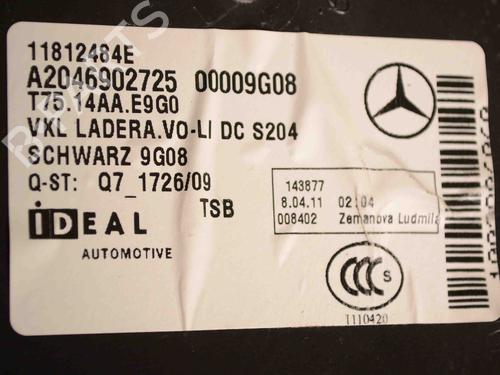 11812484E
A2046902725 00009G08
T75.14AA.E9G0
VKL LADERA.VO-LI DC S204
SCHWARZ 9G08
Q-ST: Q7_1726/09
TSB
IDEAL
AUTOMOTIVE
143877
8.04.11 02:04
008402 Zemanova Ludmila
CCC S
1110420